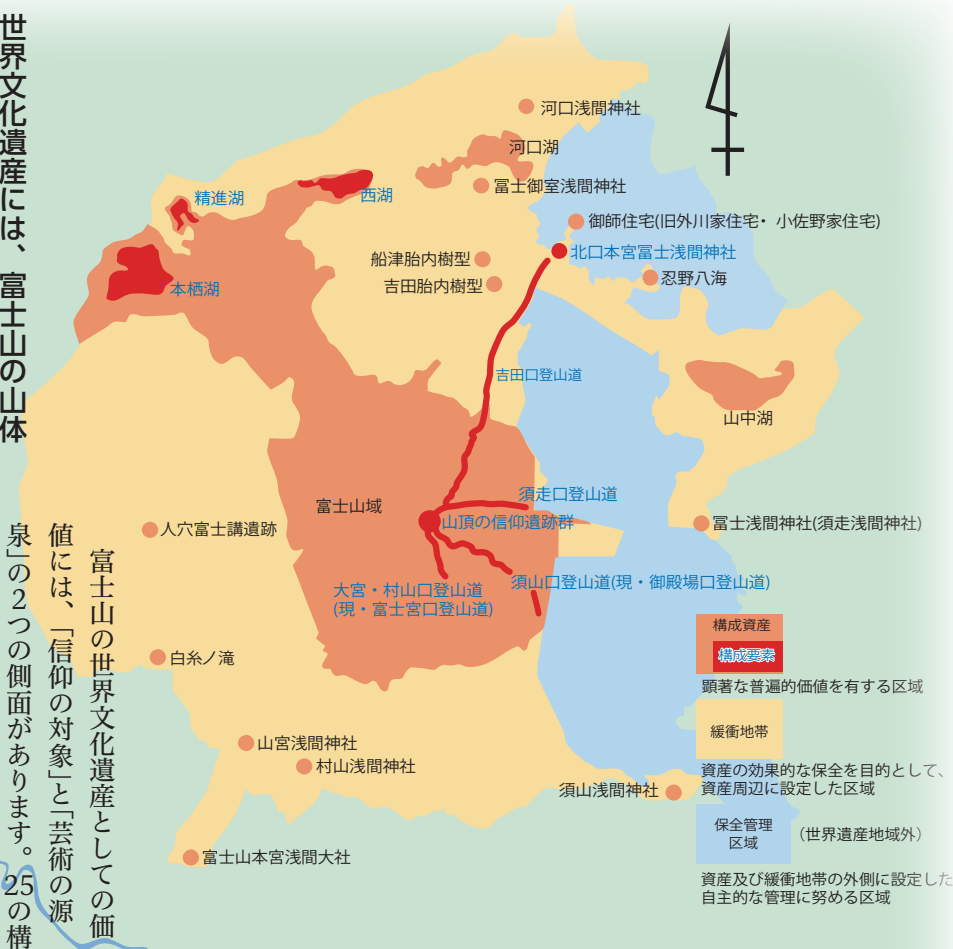 世界文化遺産には、富士山の山体
富士山の世界文化遺産としての価
値には、「信仰の対象」と「芸術の源
泉」の2つの側面があります。25の構
河口浅間神社
河口湖
冨士御室浅間神社
西湖
精進湖
本栖湖
御師住宅(旧外川家住宅・小佐野家住宅)
北口本宮冨士浅間神社
船津胎内樹型
吉田胎内樹型
忍野八海
吉田口登山道
山中湖
須走口登山道
富士山域
山頂の信仰遺跡群
冨士浅間神社(須走浅間神社)
人穴富士講遺跡
須山口登山道(現・御殿場口登山道)
大宮・村山口登山道
(現・富士宮口登山道)
白糸ノ滝
山宮浅間神社
村山浅間神社
須山浅間神社
富士山本宮浅間大社
構成資産
構成要素
顕著な普遍的価値を有する区域
緩衝地帯
資産の効果的な保全を目的として、
資産周辺に設定した区域
保全管理
区域
(世界遺産地域外)
資産及び緩衝地帯の外側に設定した
自主的な管理に努める区域